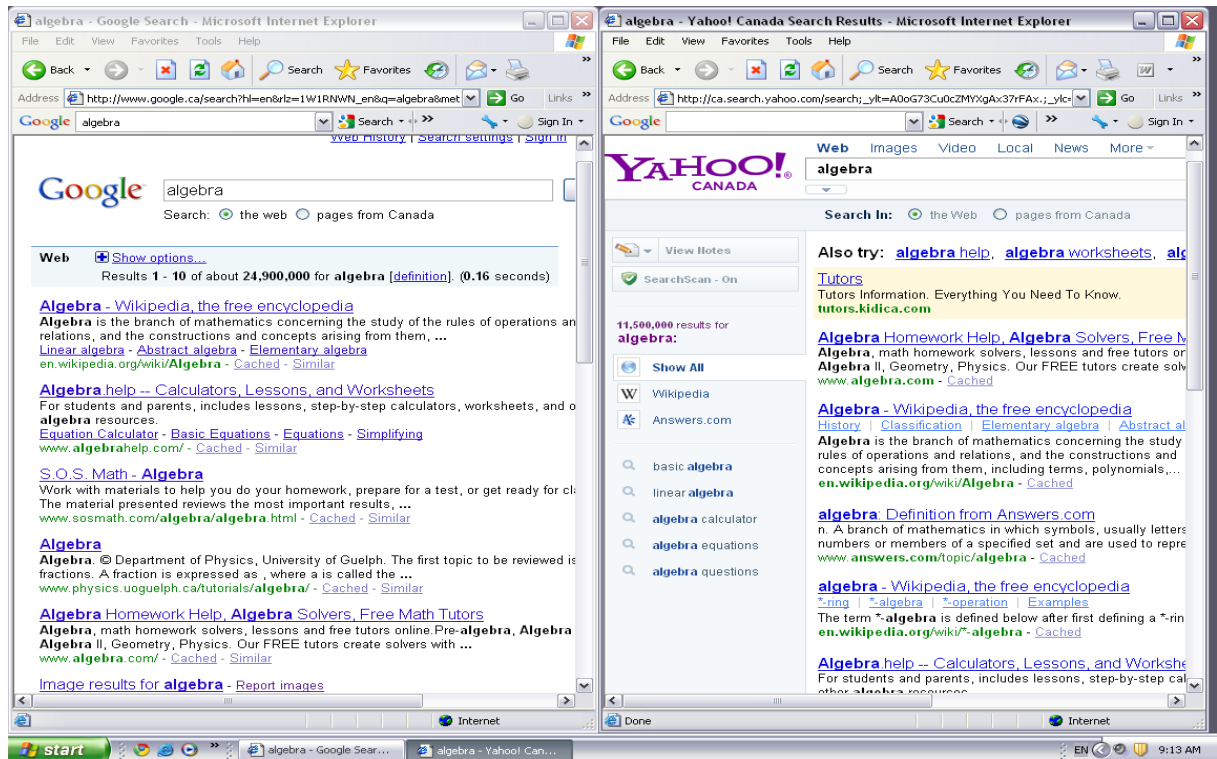 algebra - Google Search - Microsoft Internet Explorer
File Edit View Favorites Tools Help
Back Search Favorites
Address http://www.google.ca/search?hl=en&rlz=1W1RNWN_en&q=algebra&met Go Links
Google algebra Search Sign In
Web History | Search settings | Sign in
Google algebra
Search: the web pages from Canada
Web Show options...
Results 1 - 10 of about 24,900,000 for algebra [definition]. (0.16 seconds)
Algebra - Wikipedia, the free encyclopedia
Algebra is the branch of mathematics concerning the study of the rules of operations an
relations, and the constructions and concepts arising from them, ...
Linear algebra - Abstract algebra - Elementary algebra
en.wikipedia.org/wiki/Algebra - Cached - Similar
Algebra.help -- Calculators, Lessons, and Worksheets
For students and parents, includes lessons, step-by-step calculators, worksheets, and o
algebra resources.
Equation Calculator - Basic Equations - Equations - Simplifying
www.algebrahelp.com/ - Cached - Similar
S.O.S. Math - Algebra
Work with materials to help you do your homework, prepare for a test, or get ready for cl
The material presented reviews the most important results, ...
www.sosmath.com/algebra/algebra.html - Cached - Similar
Algebra
Algebra. © Department of Physics, University of Guelph. The first topic to be reviewed is
fractions. A fraction is expressed as , where a is called the ...
www.physics.uoguelph.ca/tutorials/algebra/ - Cached - Similar
Algebra Homework Help, Algebra Solvers, Free Math Tutors
Algebra, math homework solvers, lessons and free tutors online.Pre-algebra, Algebra
Algebra II, Geometry, Physics. Our FREE tutors create solvers with ...
www.algebra.com/ - Cached - Similar
Image results for algebra - Report images
Internet
algebra - Yahoo! Canada Search Results - Microsoft Internet Explorer
File Edit View Favorites Tools Help
Back Search Favorites
Address http://ca.search.yahoo.com/search;_ylt=A0oG73Cu0cZMYXgAx37rFAx.;_ylc- Go Links
Google Search Sign In
Web Images Video Local News More
YAHOO!® algebra
CANADA
Search In: the Web pages from Canada
View Notes
SearchScan - On
11,500,000 results for
algebra:
Show All
Wikipedia
Answers.com
basic algebra
linear algebra
algebra calculator
algebra equations
algebra questions
Also try: algebra help, algebra worksheets, alg
Tutors
Tutors Information. Everything You Need To Know.
tutors.kidica.com
Algebra Homework Help, Algebra Solvers, Free M
Algebra, math homework solvers, lessons and free tutors or
Algebra II, Geometry, Physics. Our FREE tutors create solv
www.algebra.com - Cached
Algebra - Wikipedia, the free encyclopedia
History | Classification | Elementary algebra | Abstract al
Algebra is the branch of mathematics concerning the study
rules of operations and relations, and the constructions and
concepts arising from them, including terms, polynomials,...
en.wikipedia.org/wiki/Algebra - Cached
algebra: Definition from Answers.com
n. A branch of mathematics in which symbols, usually letters
numbers or members of a specified set and are used to repre
www.answers.com/topic/algebra - Cached
algebra - Wikipedia, the free encyclopedia
*-ring | *-algebra | *-operation | Examples
The term *-algebra is defined below after first defining a *-rin
en.wikipedia.org/wiki/*-algebra - Cached
Algebra.help -- Calculators, Lessons, and Workshe
For students and parents, includes lessons, step-by-step cal
other algebra resources
Done Internet
start algebra - Google Sear... algebra - Yahoo! Can... EN 9:13 AM